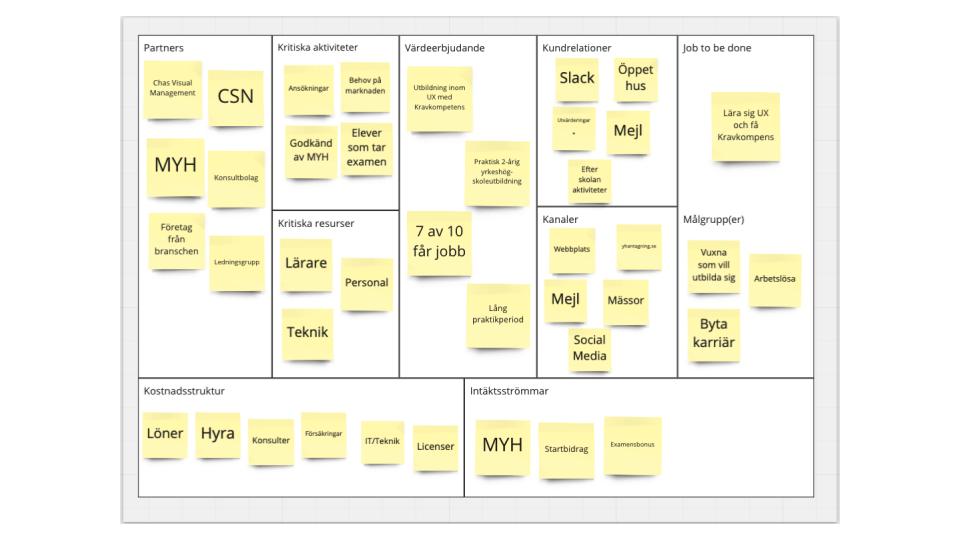 Partners
Chas Visual
Management
CSN
MYH
Konsultbolag
Företag
från
branschen
Ledningsgrupp
Kritiska aktiviteter
Ansökningar
Behov på
marknaden
Godkänd
av MYH
Elever
som tar
examen
Kritiska resurser
Lärare
Personal
Teknik
Värdeerbjudande
Utbildning inom
UX med
Kravkompetens
Praktisk 2-årig
yrkeshög-
skoleutbildning
7 av 10
får jobb
Lång
praktikperiod
Kundrelationer
Slack
Öppet
hus
Utvärderingar
Mejl
Efter
skolan
aktiviteter
Kanaler
Webbplats
yhantagning.se
Mejl
Mässor
Social
Media
Job to be done
Lära sig UX
och få
Kravkompens
Målgrupp(er)
Vuxna
som vill
utbilda sig
Arbetslösa
Byta
karriär
Kostnadsstruktur
Löner
Hyra
Konsulter
Försäkringar
IT/Teknik
Licenser
Intäktsströmmar
MYH
Startbidrag
Examensbonus